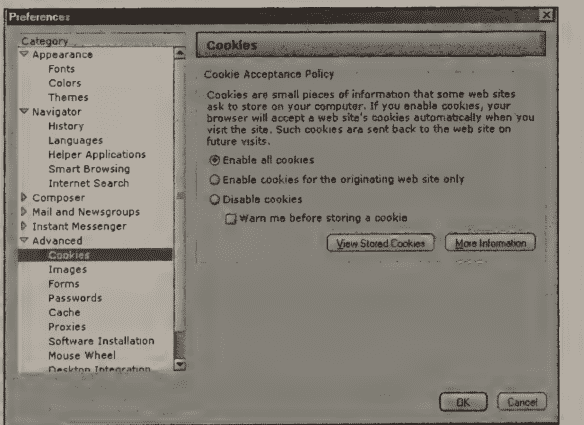 Preferences
Category
Appearance
Fonts
Colors
Themes
Navigator
History
Languages
Helper Applications
Smart Browsing
Internet Search
Composer
Mail and Newsgroups
Instant Messenger
Advanced
Cookies
Images
Forms
Passwords
Cache
Proxies
Software Installation
Mouse Wheel
Desktop Integration
Cookies
Cookie Acceptance Policy
Cookies are small pieces of information that some web sites
ask to store on your computer. If you enable cookies, your
browser will accept a web site's cookies automatically when you
visit the site. Such cookies are sent back to the web site on
future visits.
Enable all cookies
Enable cookies for the originating web site only
Disable cookies
Warn me before storing a cookie
View Stored Cookies
More Information
OK
Cancel